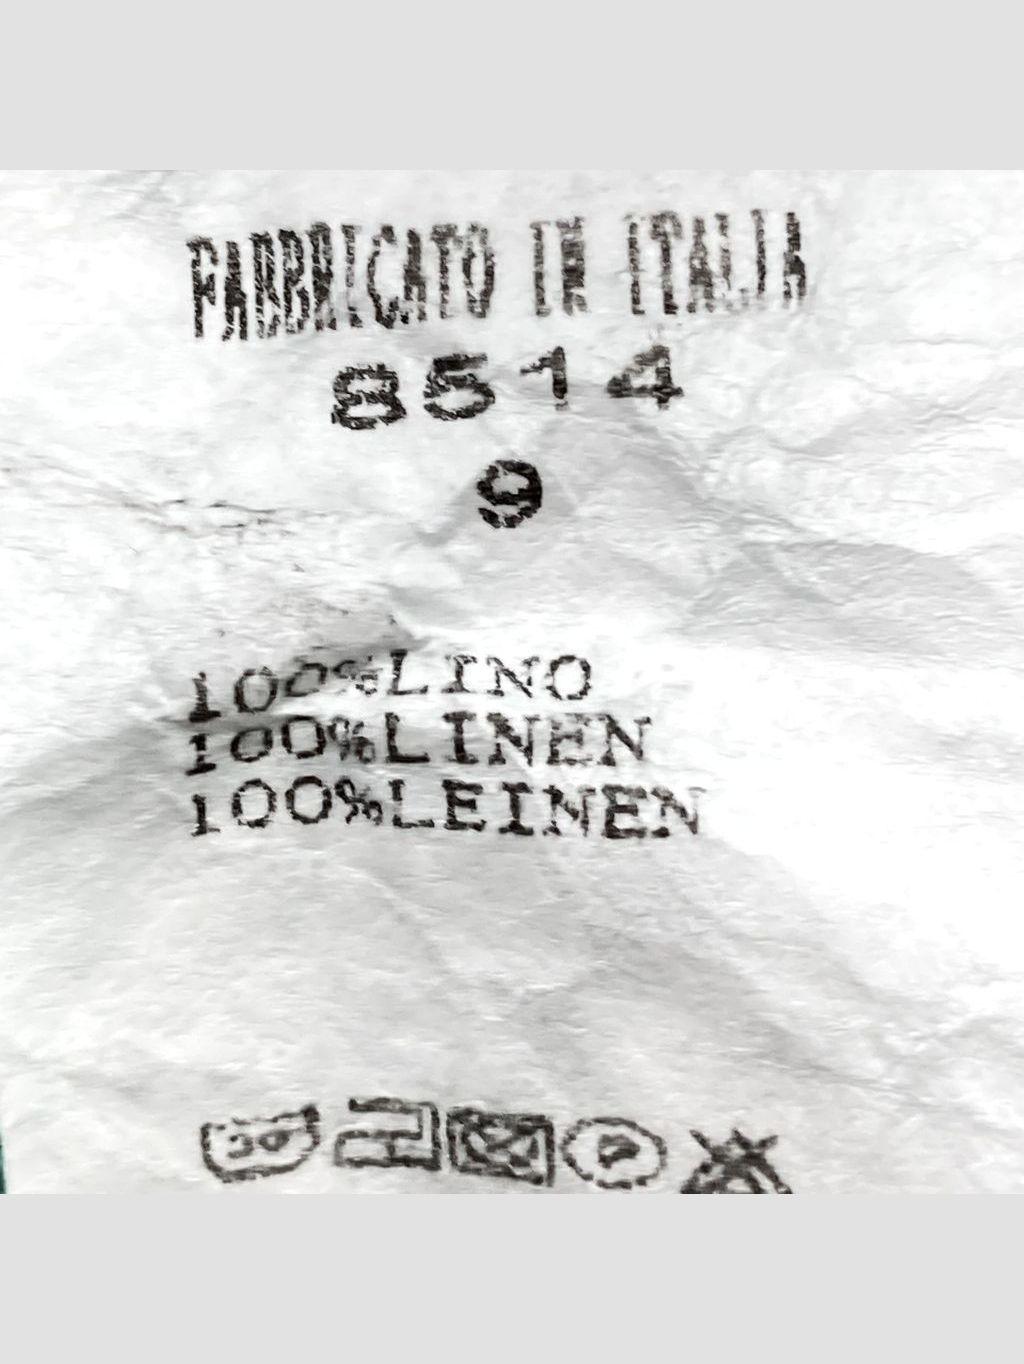 FABBRICATO IN ITALIA
8514
9
100%LINO
100%LINEN
100%LEINEN